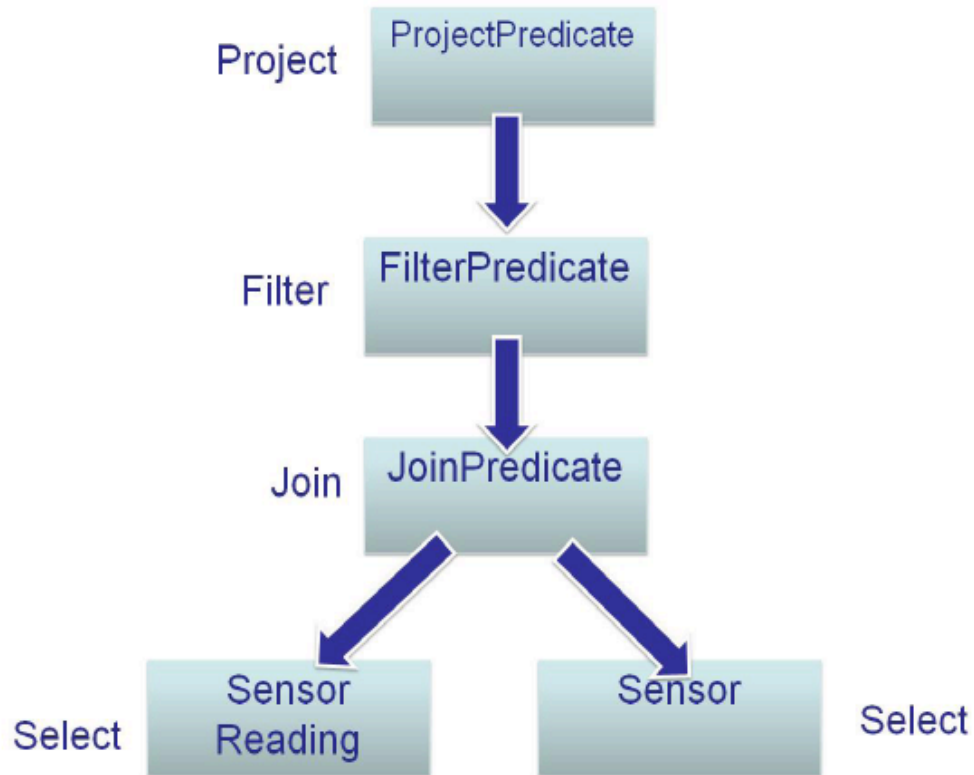 Project
ProjectPredicate
Filter
FilterPredicate
Join
JoinPredicate
Select
Sensor
Reading
Sensor
Select